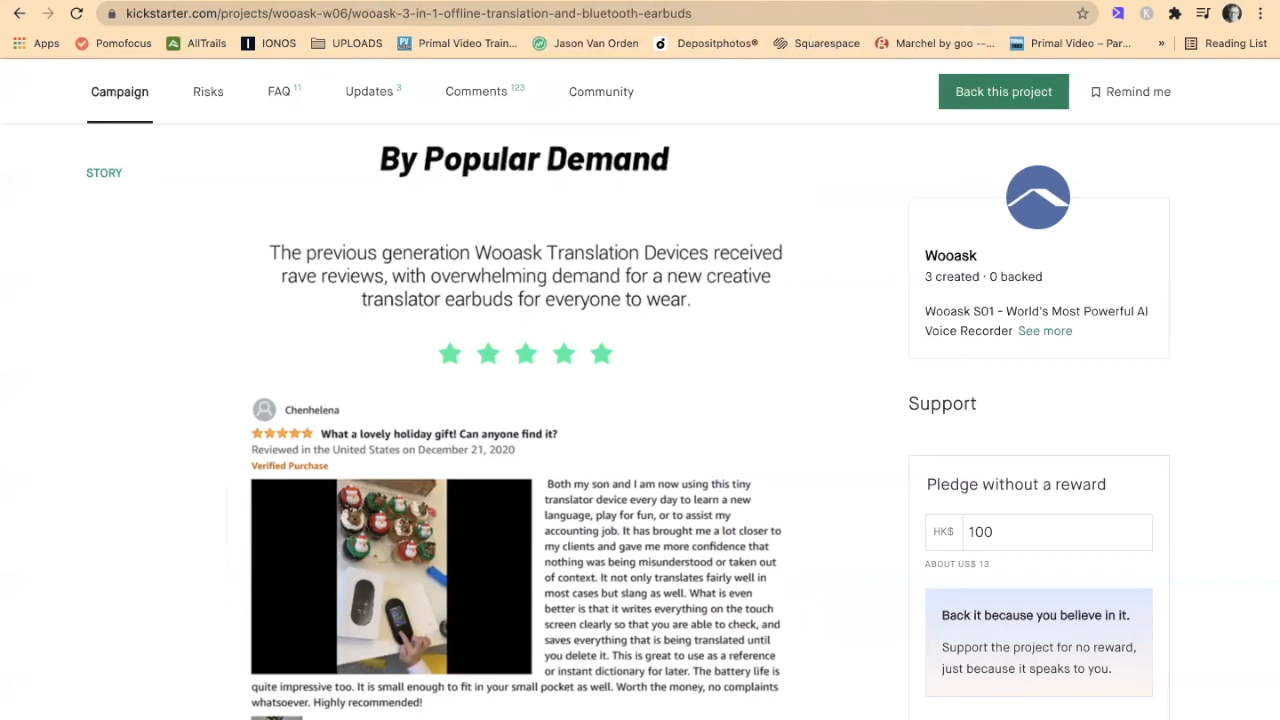 kickstarter.com/projects/wooask-w06/wooask-3-in-1-offline-translation-and-bluetooth-earbuds
Apps
Pomofocus
AllTrails
IONOS
UPLOADS
Primal Video Train...
Jason Van Orden
Depositphotos®
Squarespace
Marchel by goo --...
Primal Video – Par...
»
Reading List
Campaign
Risks
FAQ 11
Updates 3
Comments 123
Community
Back this project
Remind me
STORY
By Popular Demand
The previous generation Wooask Translation Devices received
rave reviews, with overwhelming demand for a new creative
translator earbuds for everyone to wear.
Chenhelena
What a lovely holiday gift! Can anyone find it?
Reviewed in the United States on December 21, 2020
Verified Purchase
Both my son and I am now using this tiny
translator device every day to learn a new
language, play for fun, or to assist my
accounting job. It has brought me a lot closer to
my clients and gave me more confidence that
nothing was being misunderstood or taken out
of context. It not only translates fairly well in
most cases but slang as well. What is even
better is that it writes everything on the touch
screen clearly so that you are able to check, and
saves everything that is being translated until
you delete it. This is great to use as a reference
or instant dictionary for later. The battery life is
quite impressive too. It is small enough to fit in your small pocket as well. Worth the money, no complaints
whatsoever. Highly recommended!
Wooask
3 created · 0 backed
Wooask S01 - World's Most Powerful AI
Voice Recorder See more
Support
Pledge without a reward
HK$ 100
ABOUT US$ 13
Back it because you believe in it.
Support the project for no reward,
just because it speaks to you.